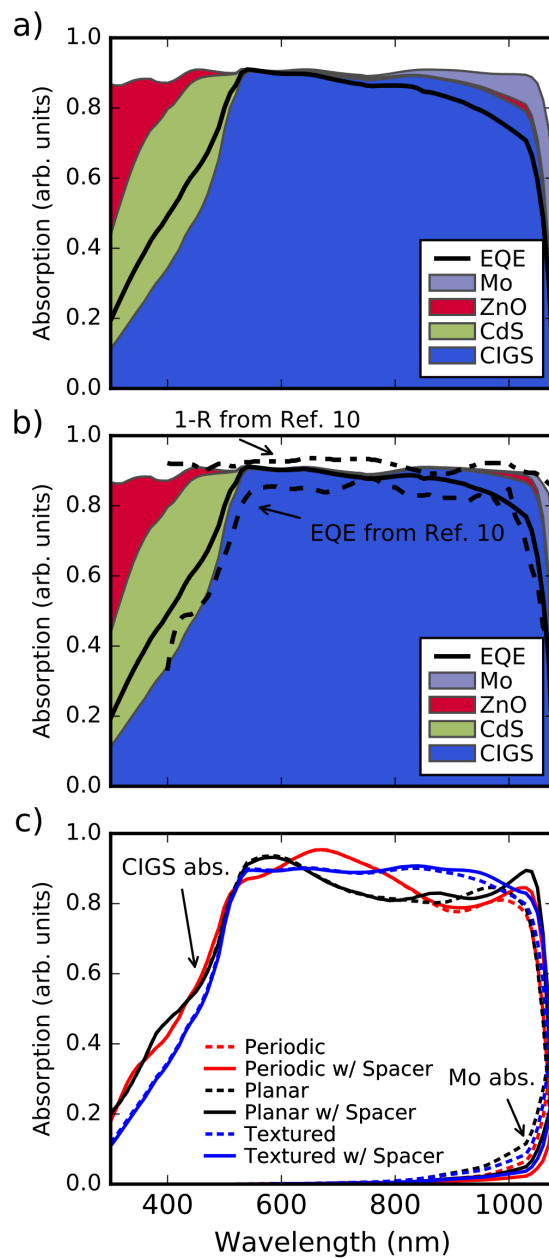 a)
1.0
0.8
0.6
0.4
0.2
0.0
Absorption (arb. units)
EQE
Mo
ZnO
CdS
CIGS
b)
1-R from Ref. 10
1.0
0.8
0.6
0.4
0.2
0.0
Absorption (arb. units)
EQE from Ref. 10
EQE
Mo
ZnO
CdS
CIGS
c)
1.0
0.8
0.6
0.4
0.2
0.0
Absorption (arb. units)
CIGS abs.
Periodic
Periodic w/ Spacer
Planar
Planar w/ Spacer
Textured
Textured w/ Spacer
Mo abs.
400 600 800 1000
Wavelength (nm)